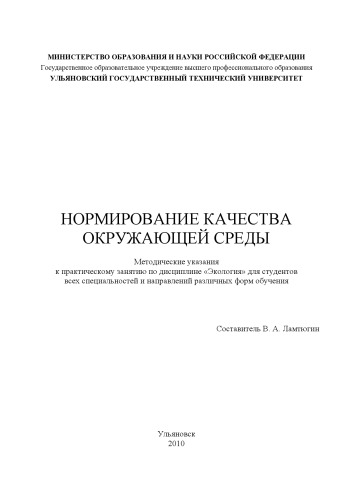 МИНИСТЕРСТВО ОБРАЗОВАНИЯ И НАУКИ РОССИЙСКОЙ ФЕДЕРАЦИИ
Государственное образовательное учреждение высшего профессионального образования
УЛЬЯНОВСКИЙ ГОСУДАРСТВЕННЫЙ ТЕХНИЧЕСКИЙ УНИВЕРСИТЕТ
НОРМИРОВАНИЕ КАЧЕСТВА
ОКРУЖАЮЩЕЙ СРЕДЫ
Методические указания
к практическому занятию по дисциплине «Экология» для студентов
всех специальностей и направлений различных форм обучения
Составитель В. А. Ламтюгин
Ульяновск
2010